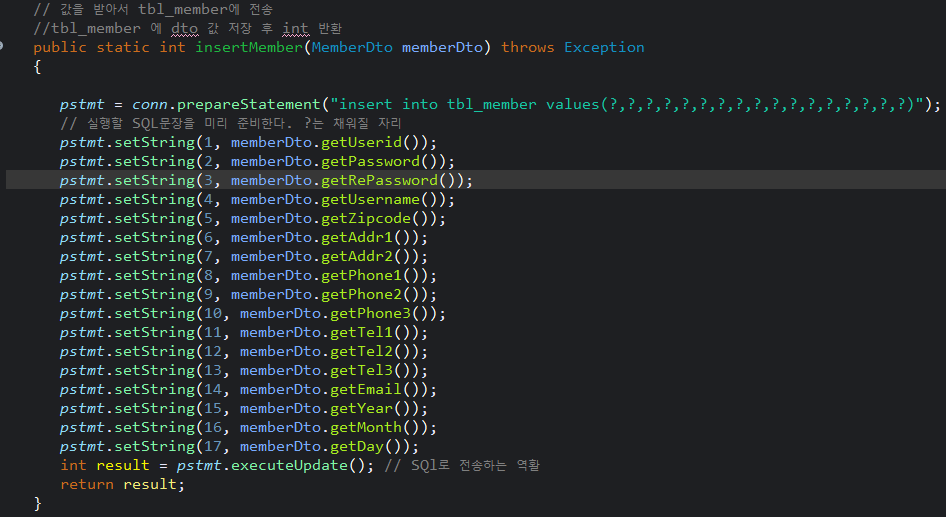 // 값을 받아서 tbl_member에 전송
//tbl_member 에 dto 값 저장 후 int 반환
public static int insertMember(MemberDto memberDto) throws Exception
{
pstmt = conn.prepareStatement("insert into tbl_member values(?,?,?,?,?,?,?,?,?,?,?,?,?,?,?,?,?)");
// 실행할 SQL문장을 미리 준비한다. ?는 채워질 자리
pstmt.setString(1, memberDto.getUserid());
pstmt.setString(2, memberDto.getPassword());
pstmt.setString(3, memberDto.getRePassword());
pstmt.setString(4, memberDto.getUsername());
pstmt.setString(5, memberDto.getZipcode());
pstmt.setString(6, memberDto.getAddr1());
pstmt.setString(7, memberDto.getAddr2());
pstmt.setString(8, memberDto.getPhone1());
pstmt.setString(9, memberDto.getPhone2());
pstmt.setString(10, memberDto.getPhone3());
pstmt.setString(11, memberDto.getTel1());
pstmt.setString(12, memberDto.getTel2());
pstmt.setString(13, memberDto.getTel3());
pstmt.setString(14, memberDto.getEmail());
pstmt.setString(15, memberDto.getYear());
pstmt.setString(16, memberDto.getMonth());
pstmt.setString(17, memberDto.getDay());
int result = pstmt.executeUpdate(); // SQl로 전송하는 역활
return result;
}